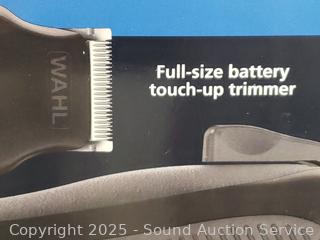 WAHL
Full-size battery
touch-up trimmer
Copyright 2025 - Sound Auction Service